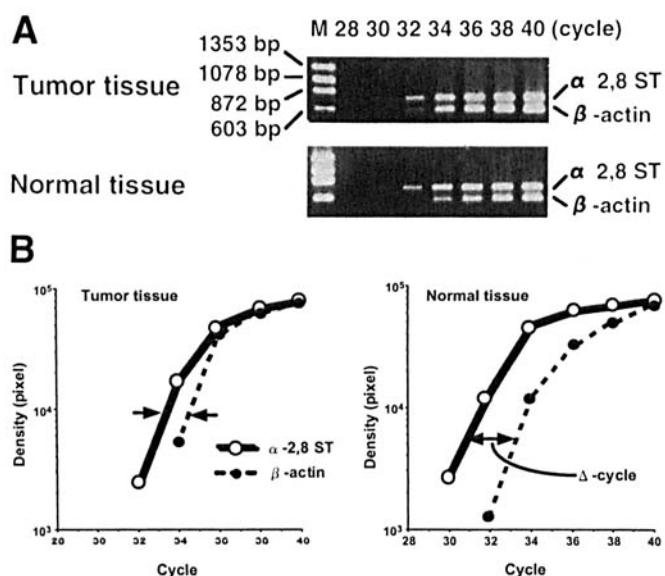 A
M 28 30 32 34 36 38 40 (cycle)
1353 bp
1078 bp
872 bp
603 bp
Tumor tissue
α 2,8 ST
β -actin
Normal tissue
α 2,8 ST
β -actin
B
Tumor tissue
Density (pixel)
10⁵
10⁴
10³
α -2,8 ST
β -actin
28 30 32 34 36 38 40
Cycle
Normal tissue
Density (pixel)
10⁵
10⁴
10³
Δ -cycle
28 30 32 34 36 38 40
Cycle